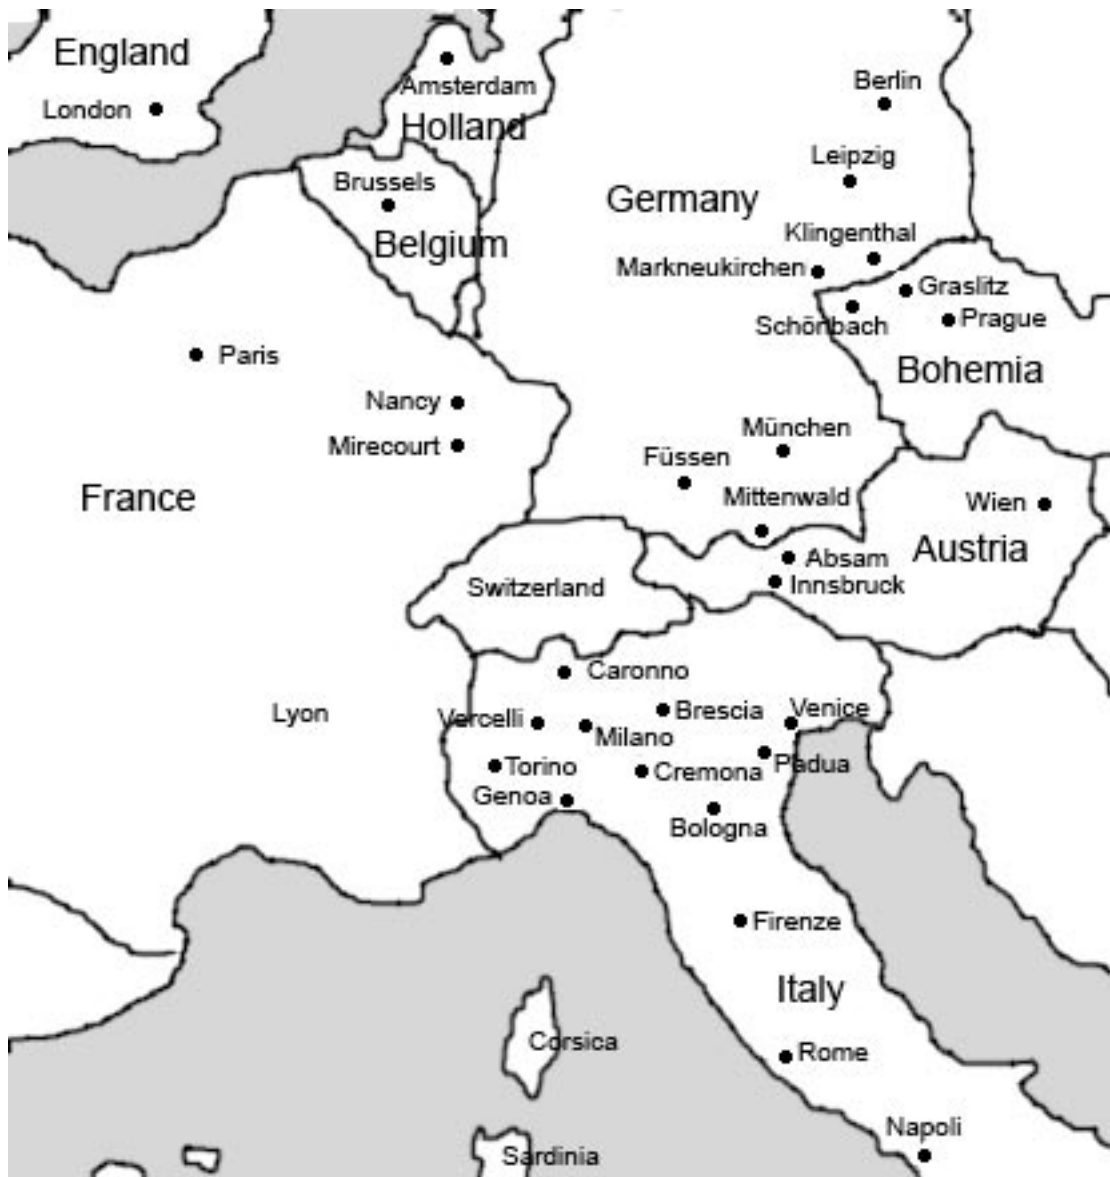 England
London
Amsterdam
Holland
Berlin
Leipzig
Brussels
Germany
Belgium
Klingenthal
Markneukirchen
Graslitz
Schönbach
Prague
Paris
Bohemia
Nancy
Mirecourt
München
Füssen
France
Mittenwald
Wien
Austria
Absam
Switzerland
Innsbruck
Caronno
Lyon
Vercelli
Brescia
Venice
Milano
Torino
Cremona
Padua
Genoa
Bologna
Firenze
Italy
Corsica
Rome
Napoli
Sardinia